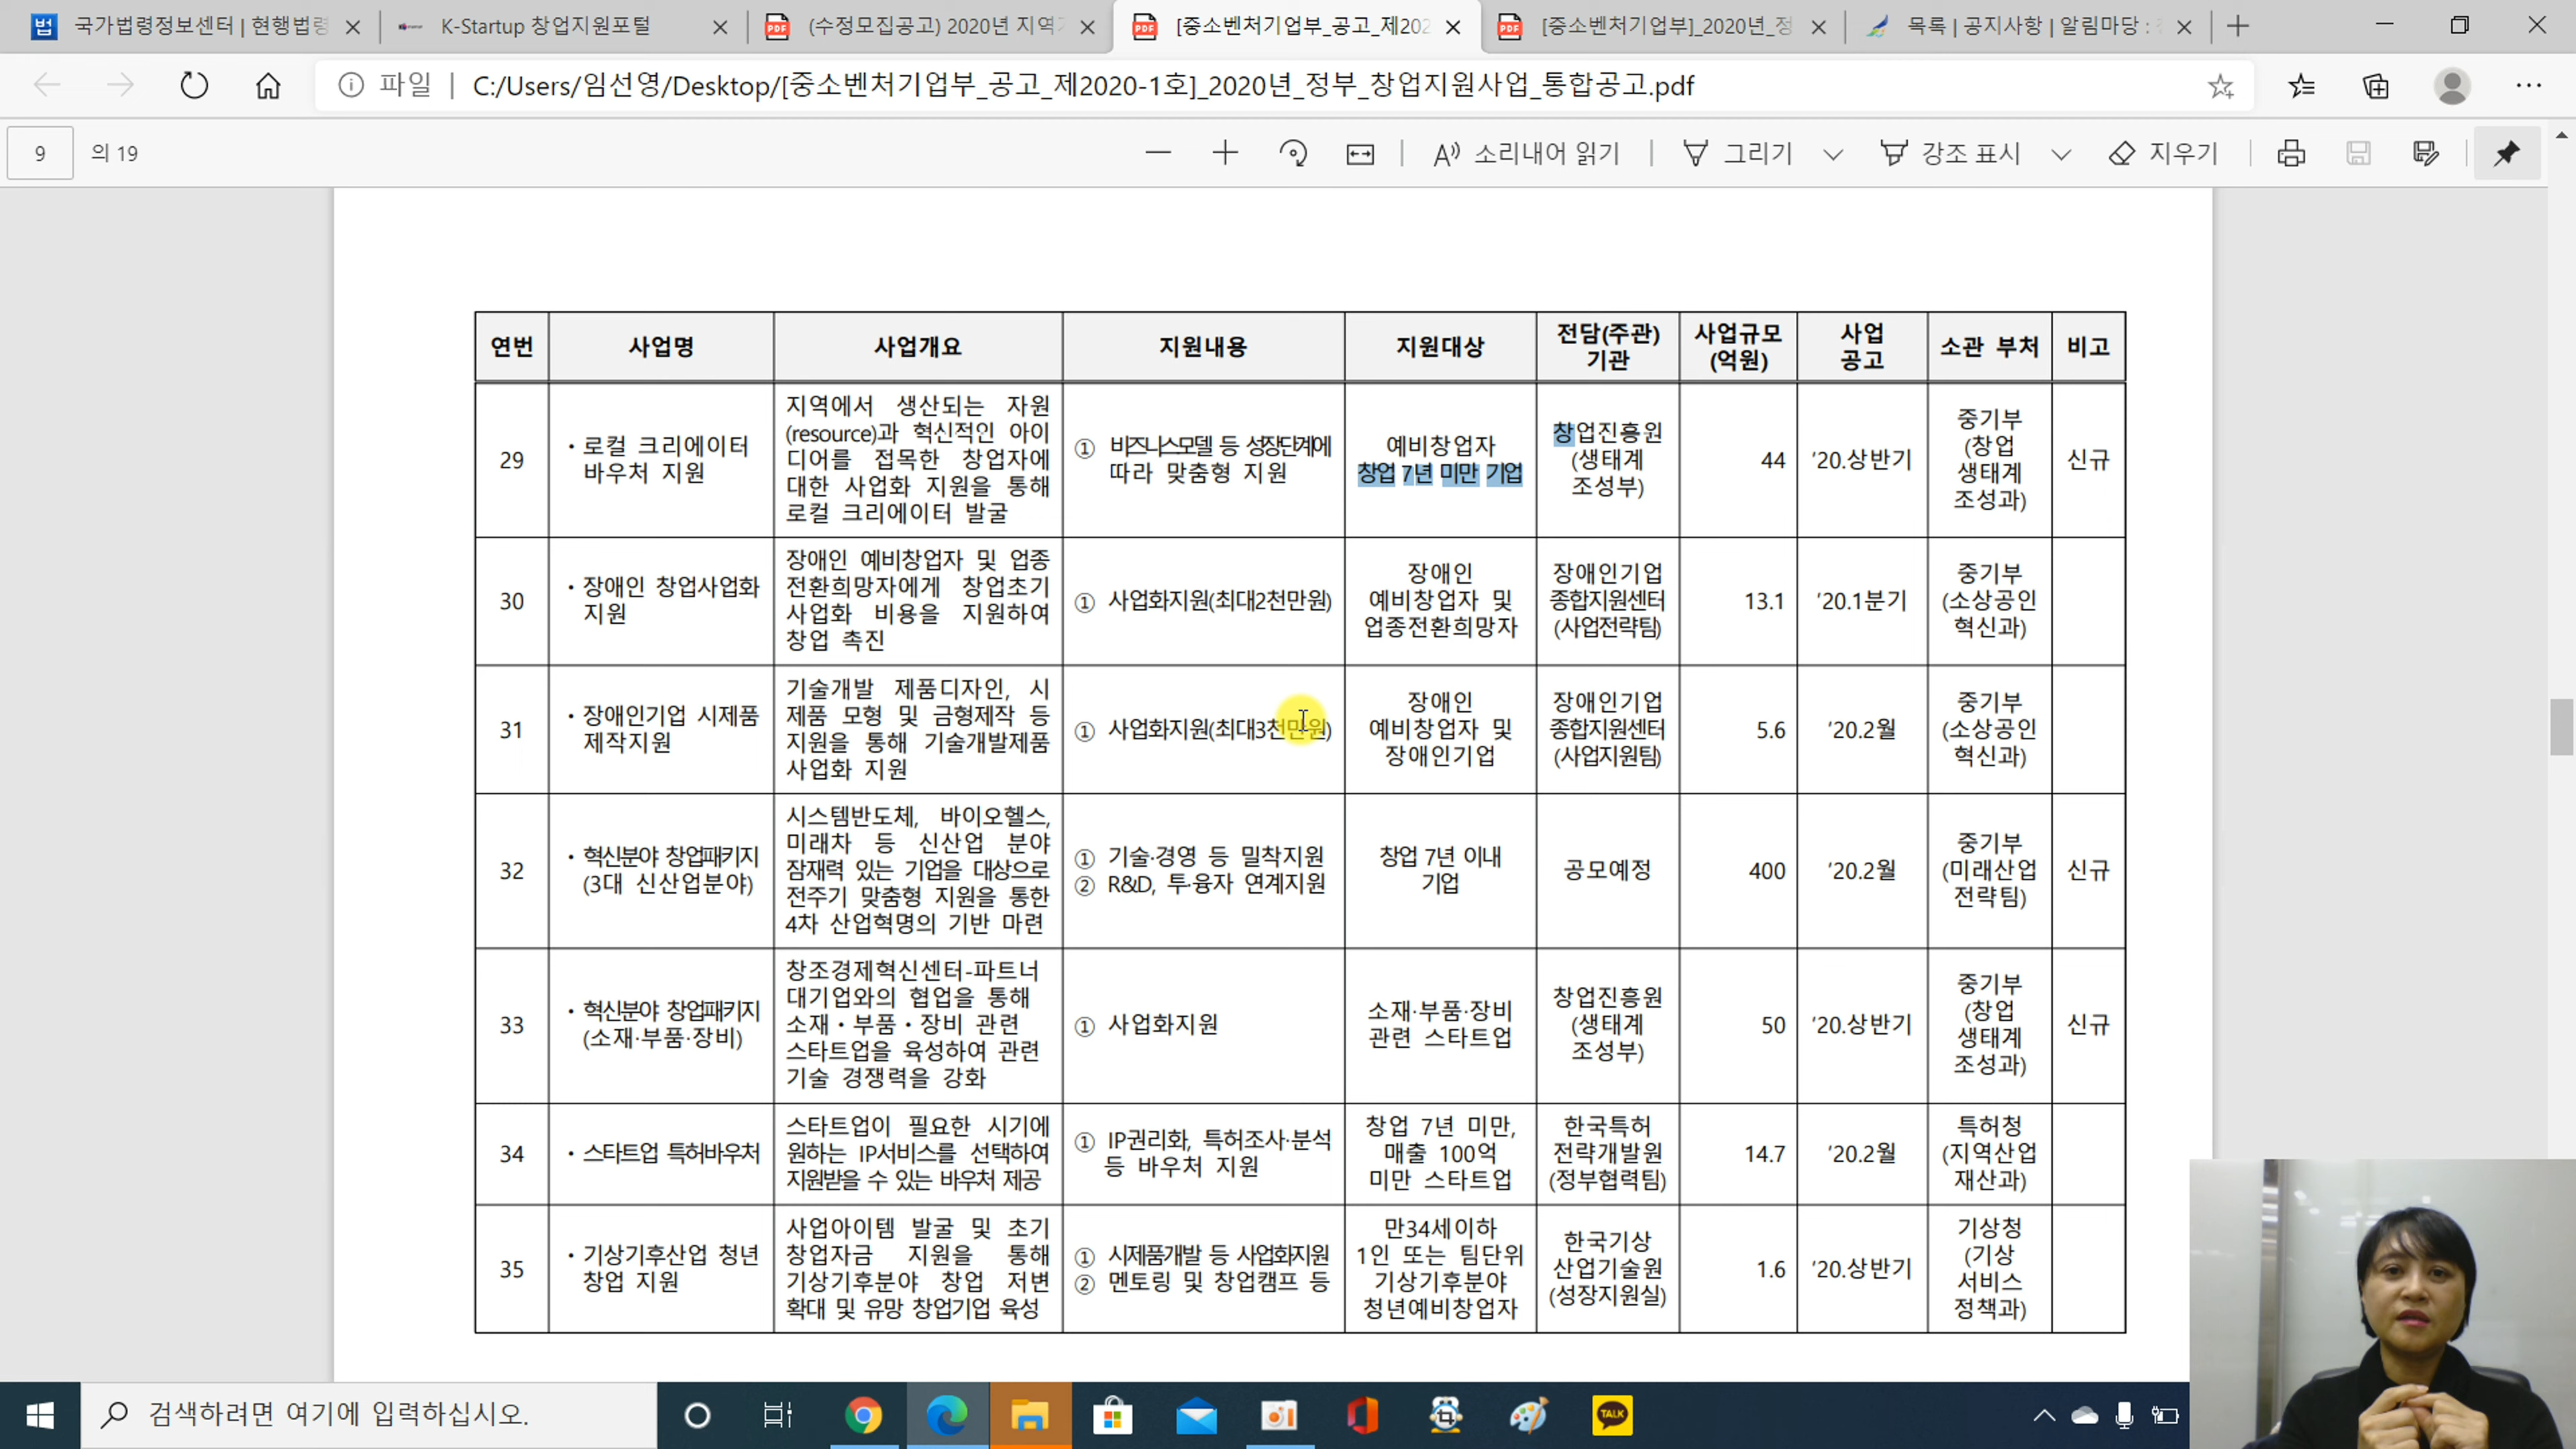 국가법령정보센터 | 현행법령
K-Startup 창업지원포털
(수정모집공고) 2020년 지역
[중소벤처기업부_공고_제202
[중소벤처기업부]_2020년_정
목록 | 공지사항 | 알림마당 :
파일
C:/Users/임선영/Desktop/[중소벤처기업부_공고_제2020-1호]_2020년_정부_창업지원사업_통합공고.pdf
9 의 19
소리내어 읽기
그리기
강조 표시
지우기
연번
사업명
사업개요
지원내용
지원대상
전담(주관)
기관
사업규모
(억원)
사업
공고
소관 부처
비고
29
・로컬 크리에이터
바우처 지원
지역에서 생산되는 자원
(resource)과 혁신적인 아이
디어를 접목한 창업자에
대한 사업화 지원을 통해
로컬 크리에이터 발굴
① 비즈니스모델 등 성장단계에
따라 맞춤형 지원
예비창업자
창업 7년 미만 기업
창업진흥원
(생태계
조성부)
44
'20.상반기
중기부
(창업
생태계
조성과)
신규
30
・장애인 창업사업화
지원
장애인 예비창업자 및 업종
전환희망자에게 창업초기
사업화 비용을 지원하여
창업 촉진
① 사업화지원(최대2천만원)
장애인
예비창업자 및
업종전환희망자
장애인기업
종합지원센터
(사업전략팀)
13.1
'20.1분기
중기부
(소상공인
혁신과)
31
・장애인기업 시제품
제작지원
기술개발 제품디자인, 시
제품 모형 및 금형제작 등
지원을 통해 기술개발제품
사업화 지원
① 사업화지원(최대3천만원)
장애인
예비창업자 및
장애인기업
장애인기업
종합지원센터
(사업지원팀)
5.6
'20.2월
중기부
(소상공인
혁신과)
32
・혁신분야 창업패키지
(3대 신산업분야)
시스템반도체, 바이오헬스,
미래차 등 신산업 분야
잠재력 있는 기업을 대상으로
전주기 맞춤형 지원을 통한
4차 산업혁명의 기반 마련
① 기술·경영 등 밀착지원
② R&D, 투·융자 연계지원
창업 7년 이내
기업
공모예정
400
'20.2월
중기부
(미래산업
전략팀)
신규
33
・혁신분야 창업패키지
(소재·부품·장비)
창조경제혁신센터-파트너
대기업와의 협업을 통해
소재・부품・장비 관련
스타트업을 육성하여 관련
기술 경쟁력을 강화
① 사업화지원
소재·부품·장비
관련 스타트업
창업진흥원
(생태계
조성부)
50
'20.상반기
중기부
(창업
생태계
조성과)
신규
34
・스타트업 특허바우처
스타트업이 필요한 시기에
원하는 IP서비스를 선택하여
지원받을 수 있는 바우처 제공
① IP권리화, 특허조사·분석
등 바우처 지원
창업 7년 미만,
매출 100억
미만 스타트업
한국특허
전략개발원
(정부협력팀)
14.7
'20.2월
특허청
(지역산업
재산과)
35
・기상기후산업 청년
창업 지원
사업아이템 발굴 및 초기
창업자금 지원을 통해
기상기후분야 창업 저변
확대 및 유망 창업기업 육성
① 시제품개발 등 사업화지원
② 멘토링 및 창업캠프 등
만34세이하
1인 또는 팀단위
기상기후분야
청년예비창업자
한국기상
산업기술원
(성장지원실)
1.6
'20.상반기
기상청
(기상
서비스
정책과)
검색하려면 여기에 입력하십시오.
TALK